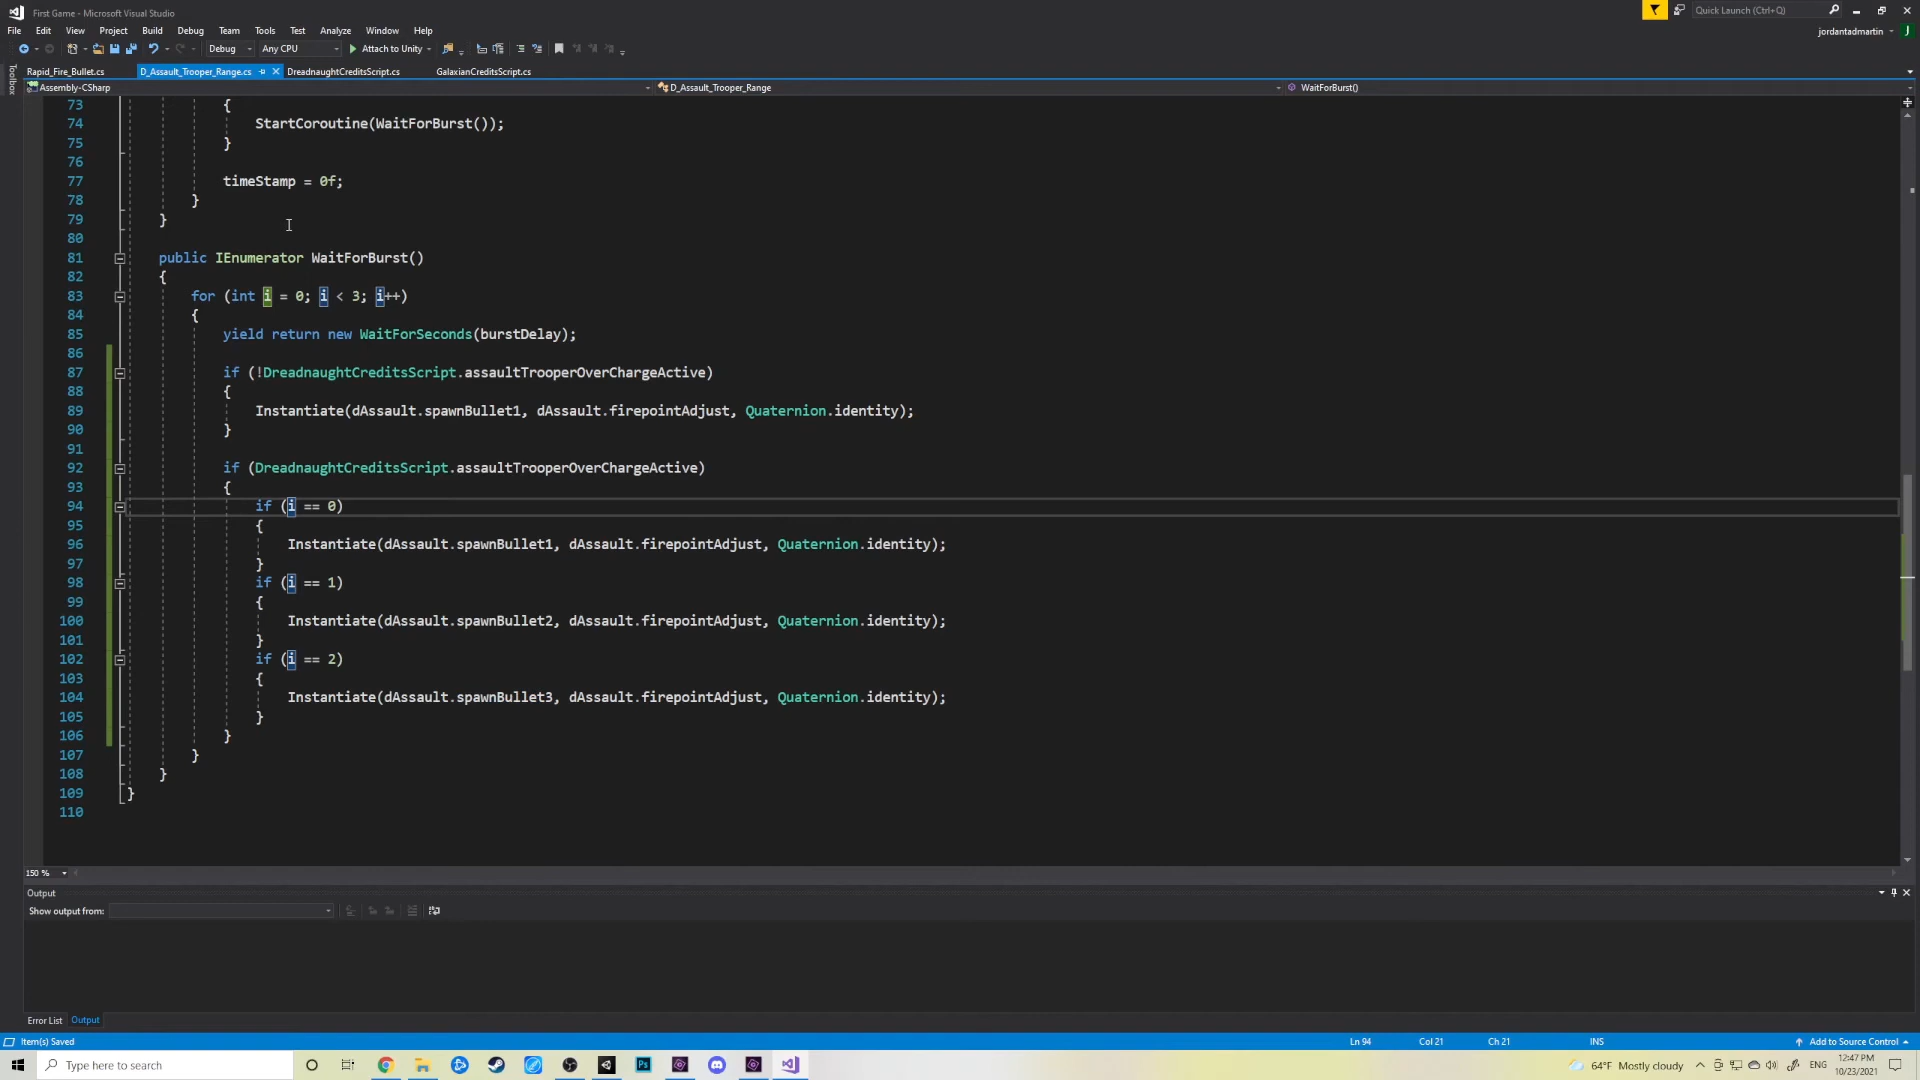 First Game - Microsoft Visual Studio
Quick Launch (Ctrl+Q)
File Edit View Project Build Debug Team Tools Test Analyze Window Help
jordantadmartin J
Debug Any CPU Attach to Unity
Toolbox
Rapid_Fire_Bullet.cs D_Assault_Trooper_Range.cs DreadnaughtCreditsScript.cs GalaxianCreditsScript.cs
Assembly-CSharp D_Assault_Trooper_Range WaitForBurst()
73 {
74 StartCoroutine(WaitForBurst());
75 }
76
77 timeStamp = 0f;
78 }
79 }
80
81 public IEnumerator WaitForBurst()
82 {
83 for (int i = 0; i < 3; i++)
84 {
85 yield return new WaitForSeconds(burstDelay);
86
87 if (!DreadnaughtCreditsScript.assaultTrooperOverChargeActive)
88 {
89 Instantiate(dAssault.spawnBullet1, dAssault.firepointAdjust, Quaternion.identity);
90 }
91
92 if (DreadnaughtCreditsScript.assaultTrooperOverChargeActive)
93 {
94 if (i == 0)
95 {
96 Instantiate(dAssault.spawnBullet1, dAssault.firepointAdjust, Quaternion.identity);
97 }
98 if (i == 1)
99 {
100 Instantiate(dAssault.spawnBullet2, dAssault.firepointAdjust, Quaternion.identity);
101 }
102 if (i == 2)
103 {
104 Instantiate(dAssault.spawnBullet3, dAssault.firepointAdjust, Quaternion.identity);
105 }
106 }
107 }
108 }
109 }
110
150 %
Output
Show output from:
Error List Output
Item(s) Saved Ln 94 Col 21 Ch 21 INS Add to Source Control
Type here to search
Ps
64°F Mostly cloudy ENG
12:47 PM
10/23/2021